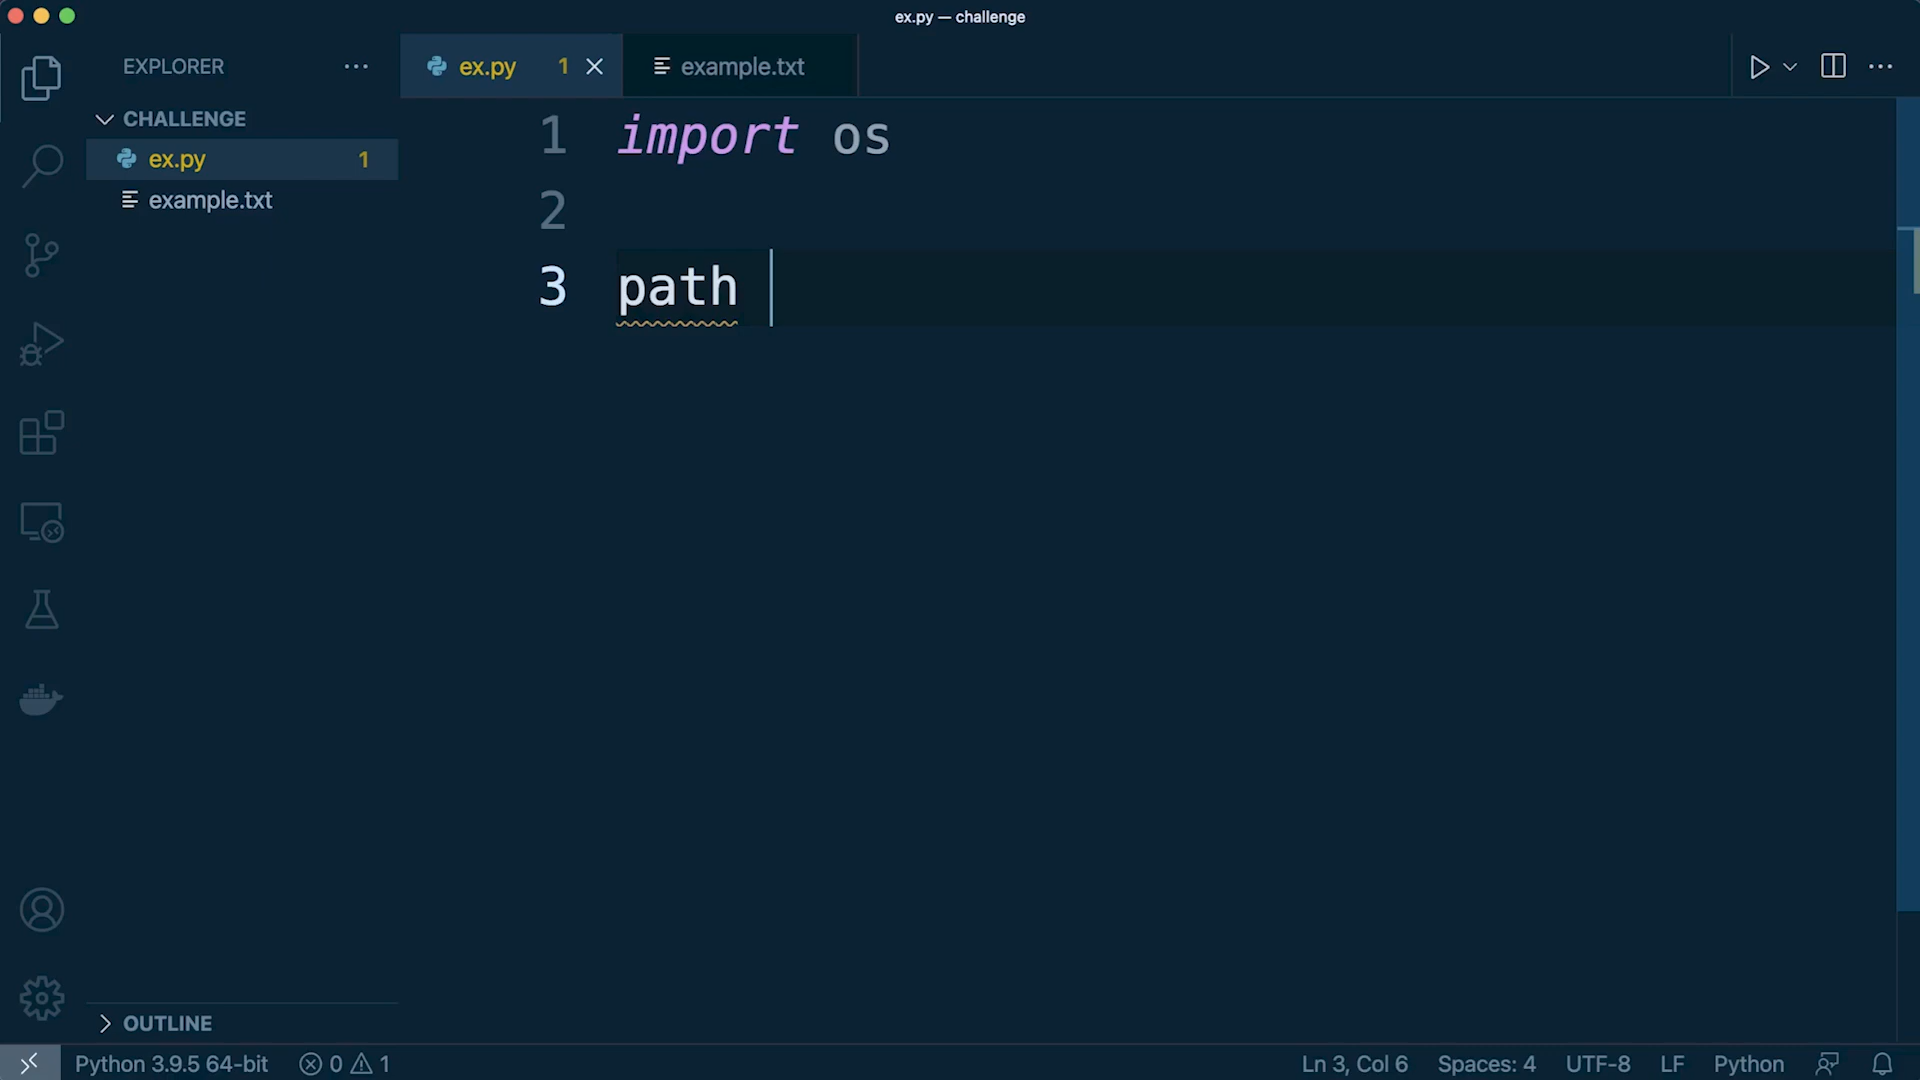 ex.py — challenge
EXPLORER
ex.py 1
example.txt
CHALLENGE
ex.py 1
example.txt
1 import os
2
3 path
OUTLINE
Python 3.9.5 64-bit 0 1
Ln 3, Col 6 Spaces: 4 UTF-8 LF Python